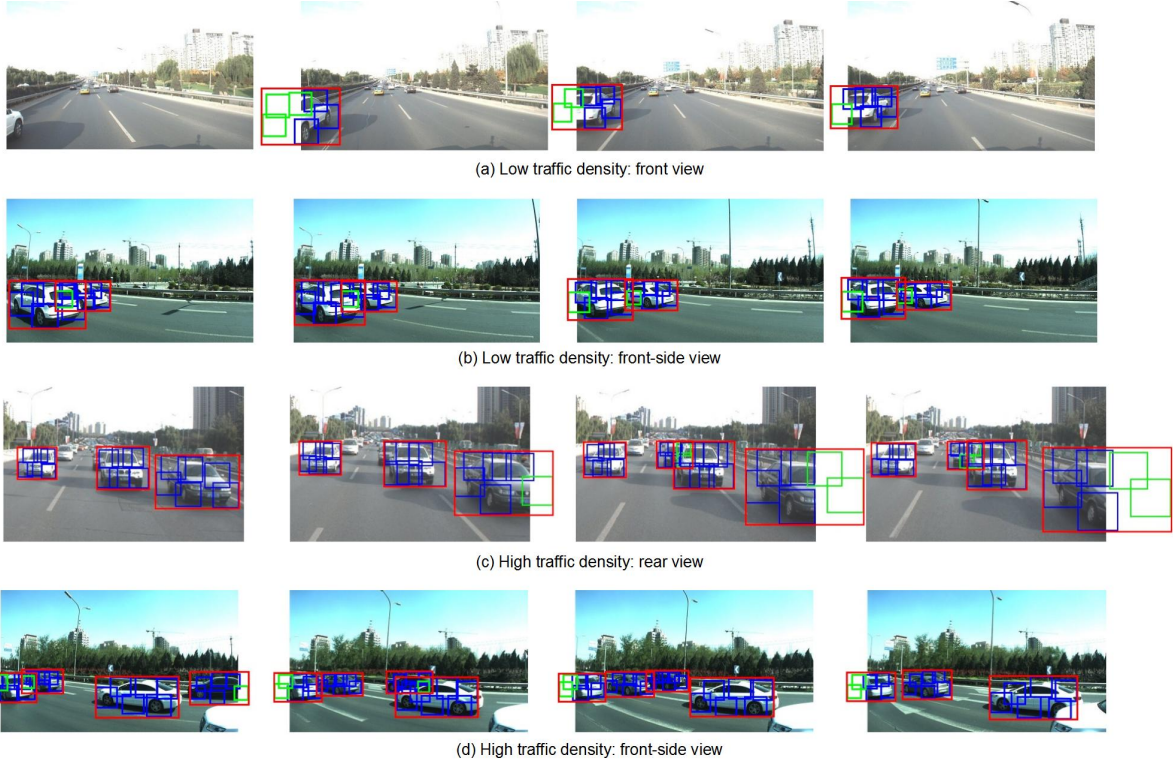 (a) Low traffic density: front view
(b) Low traffic density: front-side view
(c) High traffic density: rear view
(d) High traffic density: front-side view